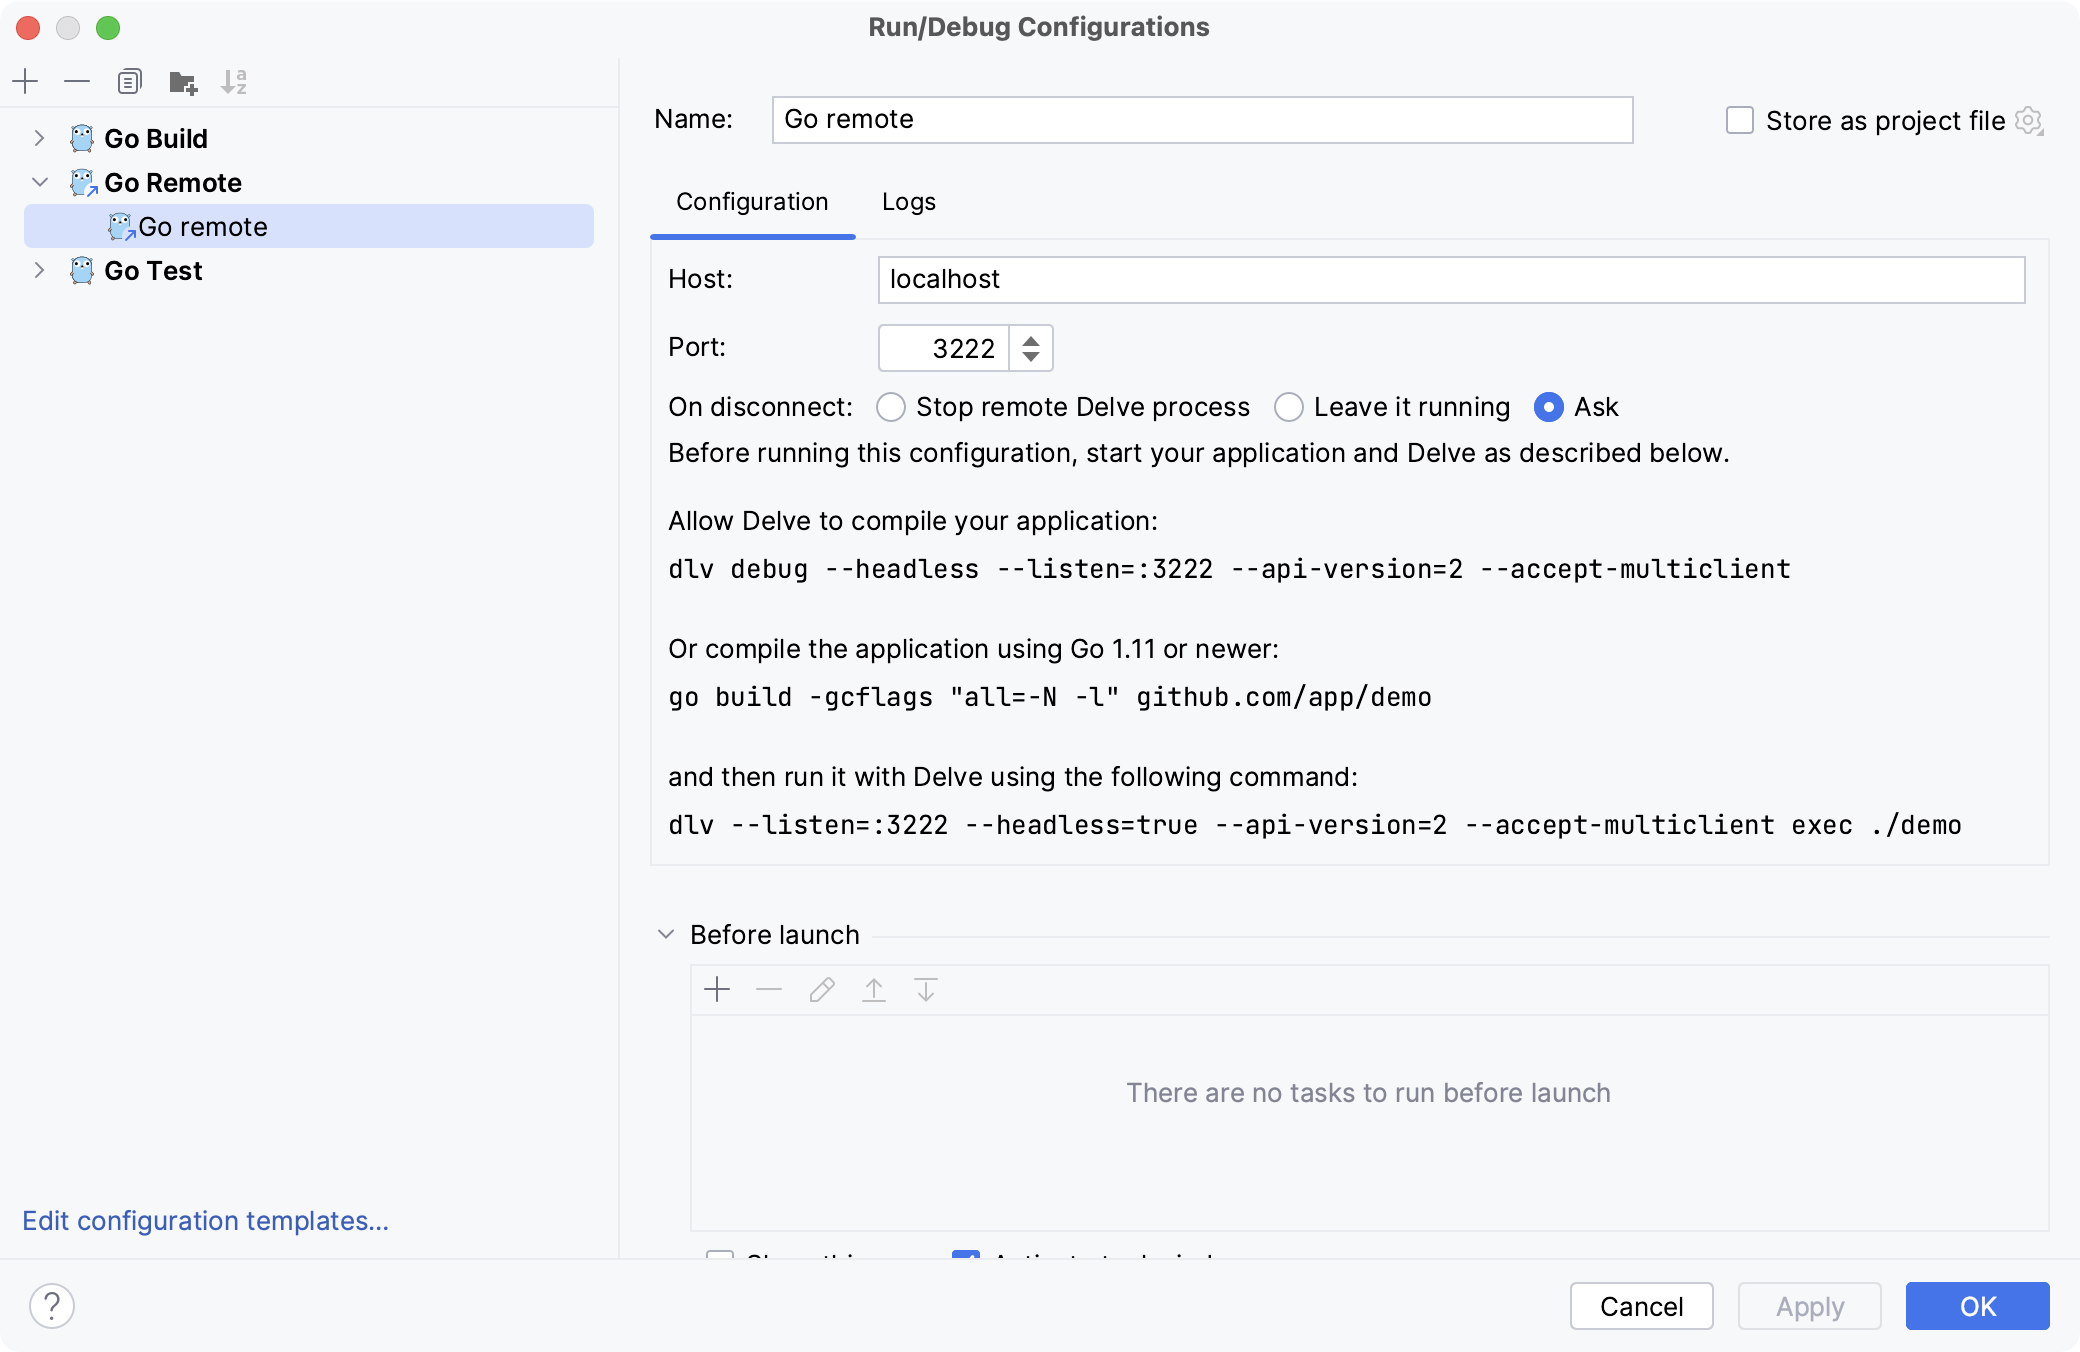 Run/Debug Configurations
Go Build
Go Remote
Go remote
Go Test
Edit configuration templates...
Name: Go remote Store as project file
Configuration Logs
Host: localhost
Port: 3222
On disconnect: Stop remote Delve process Leave it running Ask
Before running this configuration, start your application and Delve as described below.
Allow Delve to compile your application:
dlv debug --headless --listen=:3222 --api-version=2 --accept-multiclient
Or compile the application using Go 1.11 or newer:
go build -gcflags "all=-N -l" github.com/app/demo
and then run it with Delve using the following command:
dlv --listen=:3222 --headless=true --api-version=2 --accept-multiclient exec ./demo
Before launch
There are no tasks to run before launch
? Cancel Apply OK